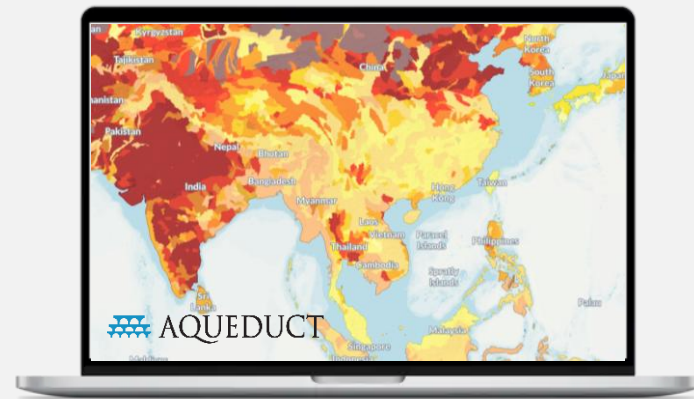 Kyrgyzstan
North
Korea
Tajikistan
China
South
Korea
Japan
Pakistan
Nepal
Bhutan
India
Bangladesh
Hong
Kong
Taiwan
Myanmar
Laos
Vietnam
Paracel
Islands
Philippines
Thailand
Cambodia
Spratly
Islands
Sri
Lanka
Palau
AQUEDUCT
Malaysia
Singapore